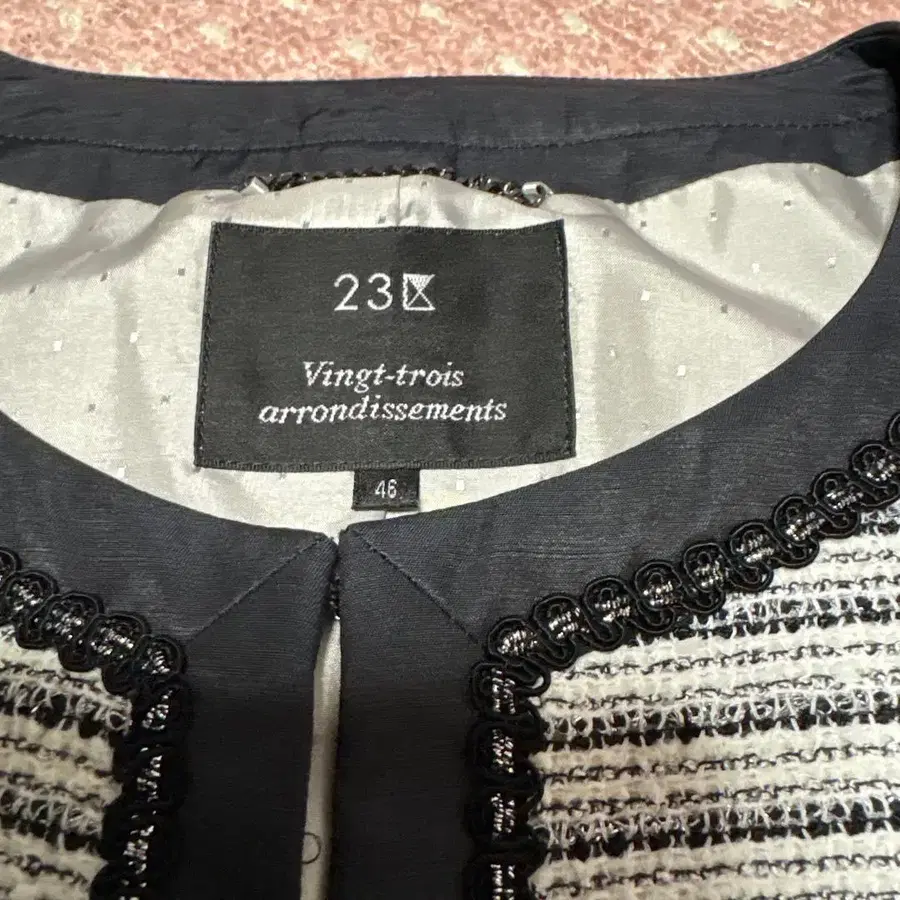 23区
Vingt-trois
arrondissements
46